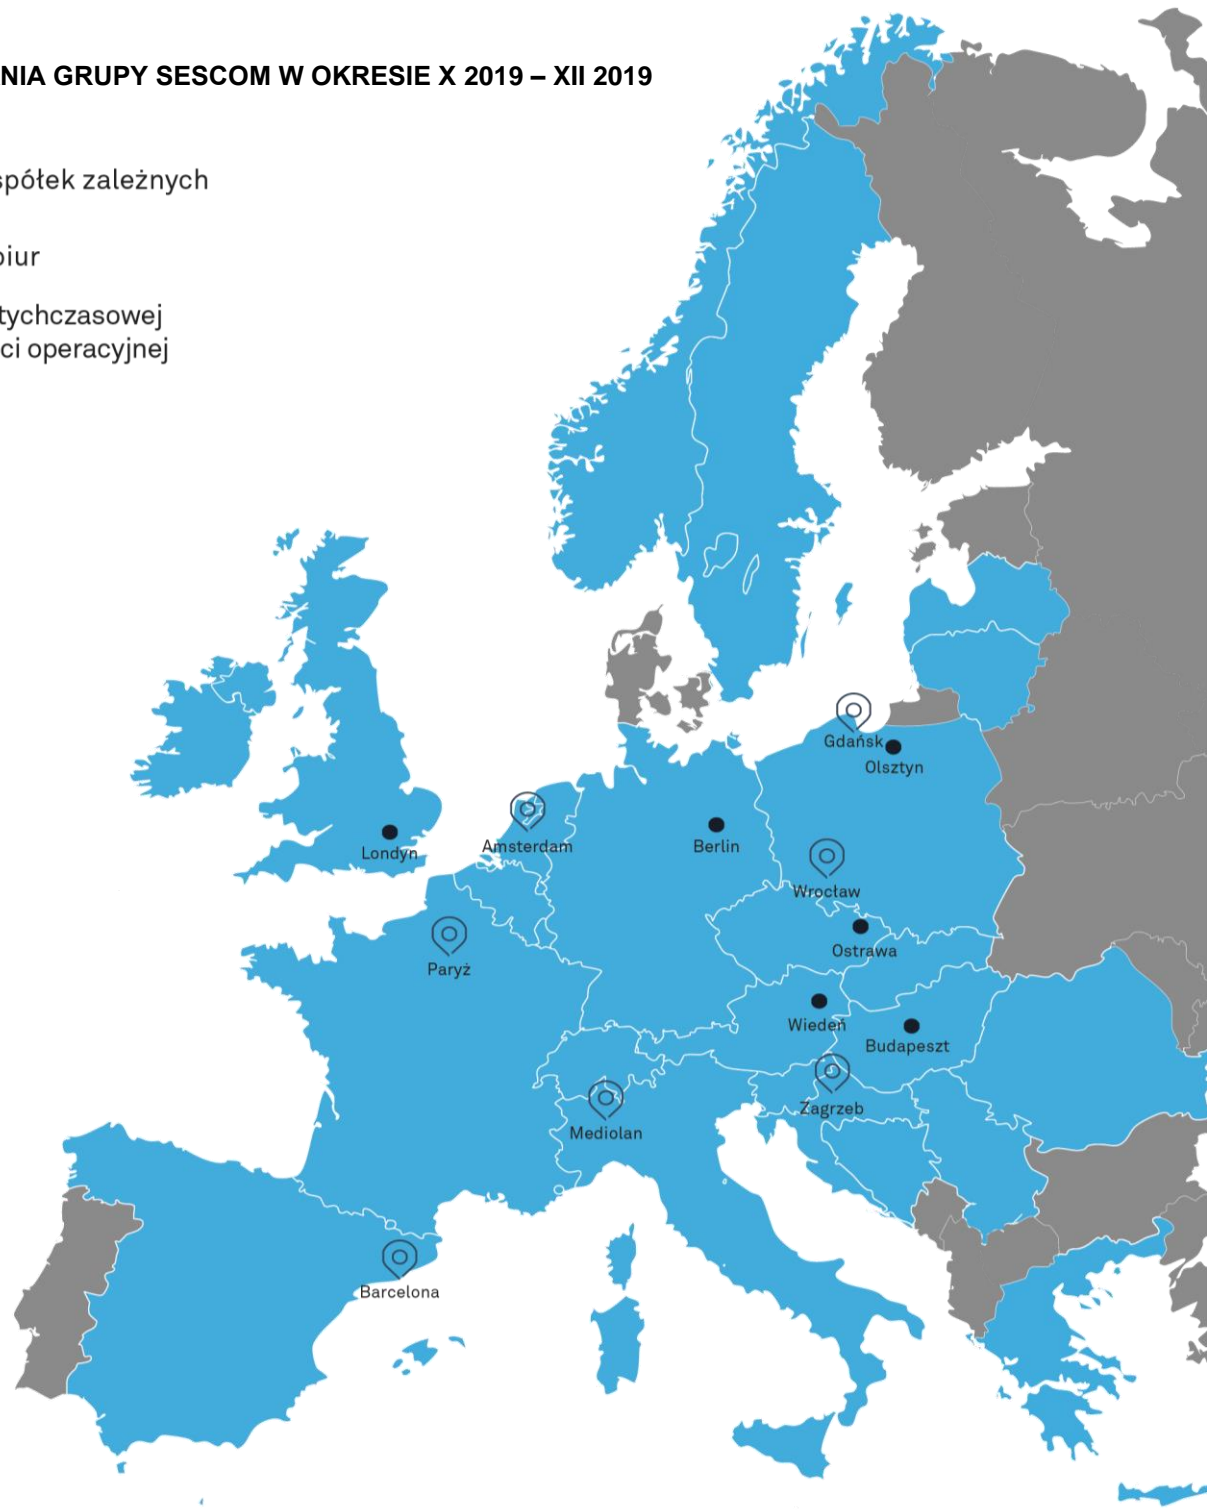 NIA GRUPY SESCOM W OKRESIE X 2019 – XII 2019
spółek zależnych
biur
tychczasowej
ci operacyjnej
Gdańsk
Olsztyn
Amsterdam
Londyn
Berlin
Wrocław
Ostrawa
Paryż
Wiedeń
Budapeszt
Zagrzeb
Mediolan
Barcelona